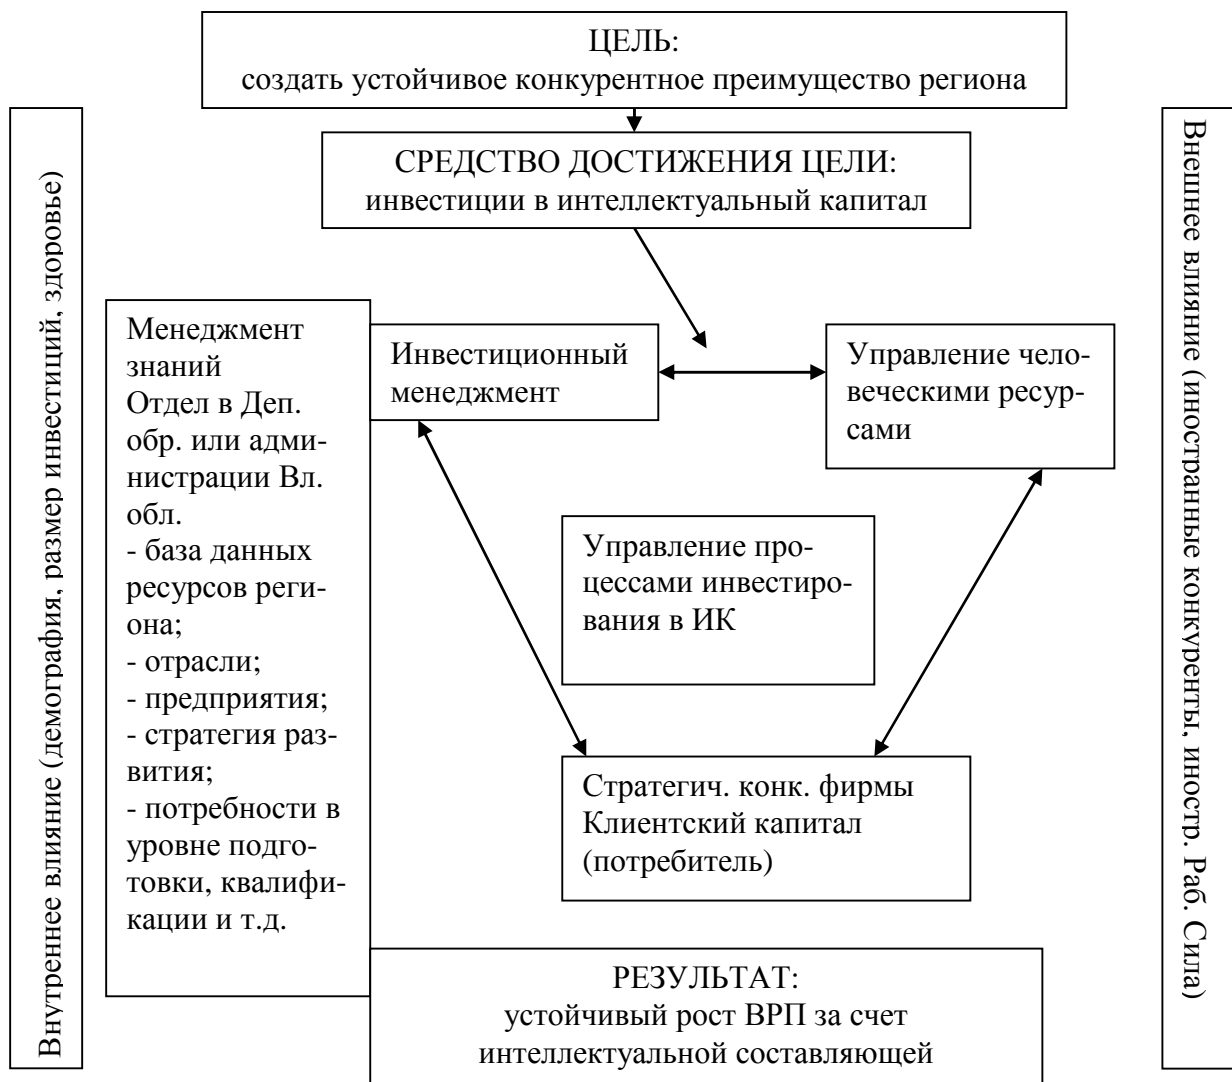 ЦЕЛЬ:
создать устойчивое конкурентное преимущество региона
СРЕДСТВО ДОСТИЖЕНИЯ ЦЕЛИ:
инвестиции в интеллектуальный капитал
Внутреннее влияние (демография, размер инвестиций, здоровье)
Менеджмент
знаний
Отдел в Деп.
обр. или адми-
нистрации Вл.
обл.
- база данных
ресурсов реги-
она;
- отрасли;
- предприятия;
- стратегия раз-
вития;
- потребности в
уровне подго-
товки, квалифи-
кации и т.д.
Инвестиционный
менеджмент
Управление чело-
веческими ресур-
сами
Управление про-
цессами инвестиро-
вания в ИК
Стратегич. конк. фирмы
Клиентский капитал
(потребитель)
РЕЗУЛЬТАТ:
устойчивый рост ВРП за счет
интеллектуальной составляющей
Внешнее влияние (иностранные конкуренты, иностр. Раб. Сила)